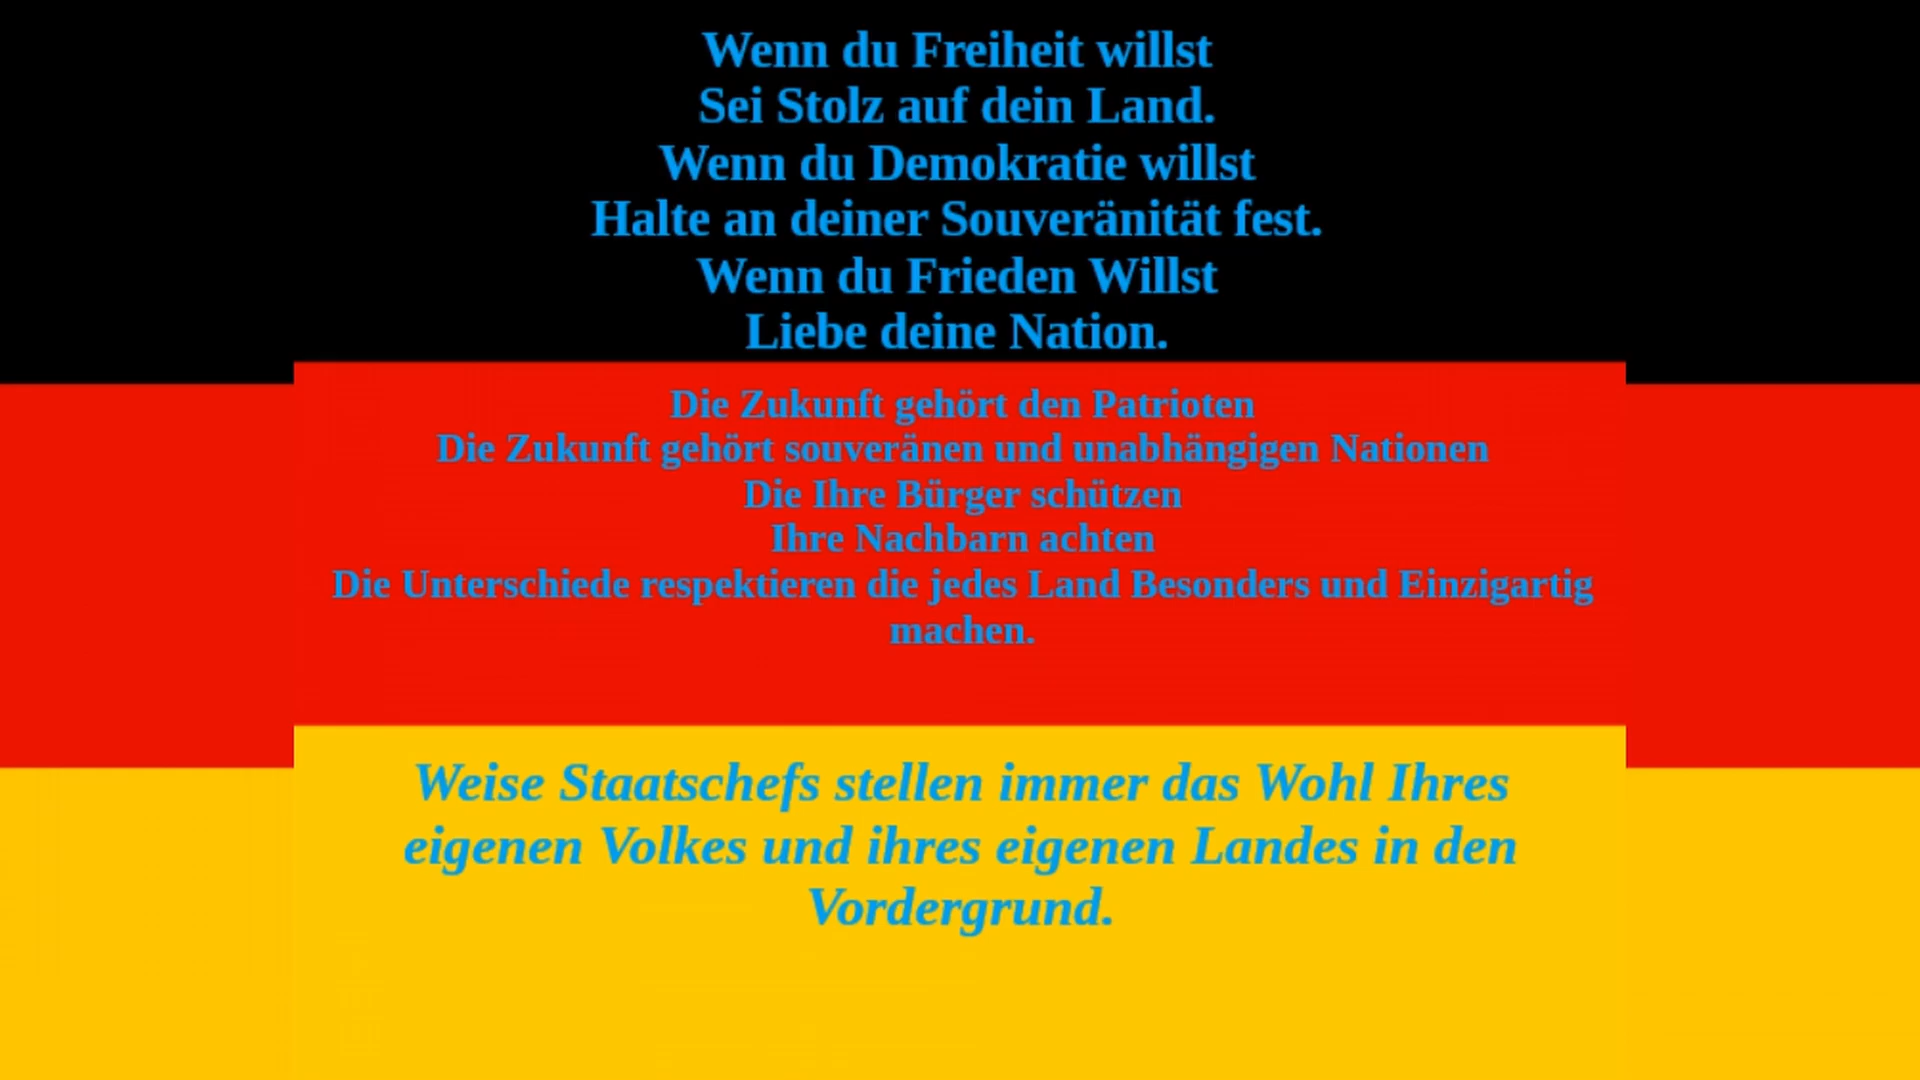 Wenn du Freiheit willst
Sei Stolz auf dein Land.
Wenn du Demokratie willst
Halte an deiner Souveränität fest.
Wenn du Frieden Willst
Liebe deine Nation.
Die Zukunft gehört den Patrioten
Die Zukunft gehört souveränen und unabhängigen Nationen
Die Ihre Bürger schützen
Ihre Nachbarn achten
Die Unterschiede respektieren die jedes Land Besonders und Einzigartig
machen.
Weise Staatschefs stellen immer das Wohl Ihres
eigenen Volkes und ihres eigenen Landes in den
Vordergrund.